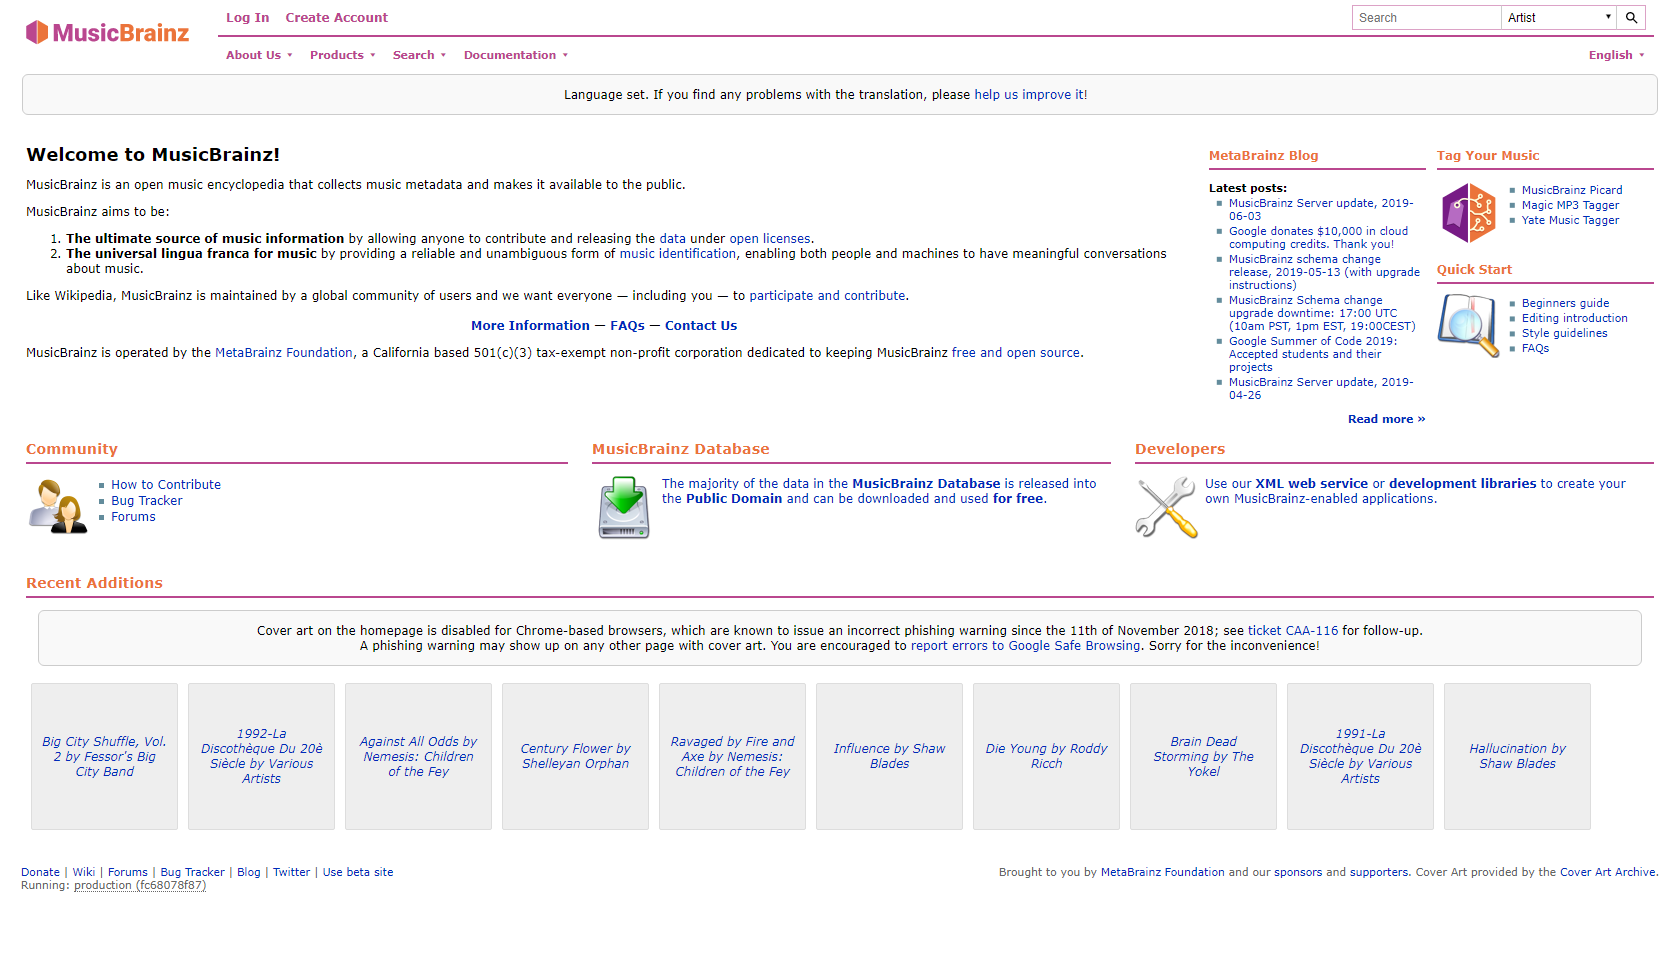 MusicBrainz
Log In Create Account
Search Artist
About Us Products Search Documentation English
Language set. If you find any problems with the translation, please help us improve it!
Welcome to MusicBrainz!
MusicBrainz is an open music encyclopedia that collects music metadata and makes it available to the public.
MusicBrainz aims to be:
1. The ultimate source of music information by allowing anyone to contribute and releasing the data under open licenses.
2. The universal lingua franca for music by providing a reliable and unambiguous form of music identification, enabling both people and machines to have meaningful conversations
about music.
Like Wikipedia, MusicBrainz is maintained by a global community of users and we want everyone — including you — to participate and contribute.
More Information — FAQs — Contact Us
MusicBrainz is operated by the MetaBrainz Foundation, a California based 501(c)(3) tax-exempt non-profit corporation dedicated to keeping MusicBrainz free and open source.
MetaBrainz Blog
Latest posts:
MusicBrainz Server update, 2019-
06-03
Google donates $10,000 in cloud
computing credits. Thank you!
MusicBrainz schema change
release, 2019-05-13 (with upgrade
instructions)
MusicBrainz Schema change
upgrade downtime: 17:00 UTC
(10am PST, 1pm EST, 19:00CEST)
Google Summer of Code 2019:
Accepted students and their
projects
MusicBrainz Server update, 2019-
04-26
Read more »
Tag Your Music
MusicBrainz Picard
Magic MP3 Tagger
Yate Music Tagger
Quick Start
Beginners guide
Editing introduction
Style guidelines
FAQs
Community
How to Contribute
Bug Tracker
Forums
MusicBrainz Database
The majority of the data in the MusicBrainz Database is released into
the Public Domain and can be downloaded and used for free.
Developers
Use our XML web service or development libraries to create your
own MusicBrainz-enabled applications.
Recent Additions
Cover art on the homepage is disabled for Chrome-based browsers, which are known to issue an incorrect phishing warning since the 11th of November 2018; see ticket CAA-116 for follow-up.
A phishing warning may show up on any other page with cover art. You are encouraged to report errors to Google Safe Browsing. Sorry for the inconvenience!
Big City Shuffle, Vol.
2 by Fessor's Big
City Band
1992-La
Discothèque Du 20è
Siècle by Various
Artists
Against All Odds by
Nemesis: Children
of the Fey
Century Flower by
Shelleyan Orphan
Ravaged by Fire and
Axe by Nemesis:
Children of the Fey
Influence by Shaw
Blades
Die Young by Roddy
Ricch
Brain Dead
Storming by The
Yokel
1991-La
Discothèque Du 20è
Siècle by Various
Artists
Hallucination by
Shaw Blades
Donate | Wiki | Forums | Bug Tracker | Blog | Twitter | Use beta site
Running: production (fc68078f87)
Brought to you by MetaBrainz Foundation and our sponsors and supporters. Cover Art provided by the Cover Art Archive.